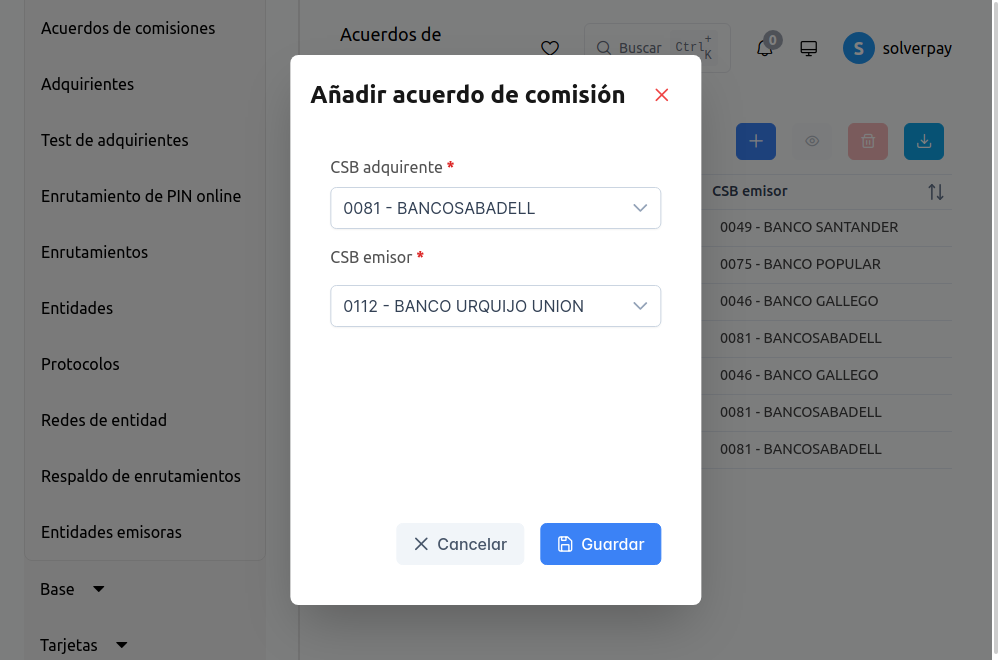 Acuerdos de comisiones
Adquirientes
Test de adquirientes
Enrutamiento de PIN online
Enrutamientos
Entidades
Protocolos
Redes de entidad
Respaldo de enrutamientos
Entidades emisoras
Base
Tarjetas
Acuerdos de
Buscar Ctrl+K
0
S solverpay
Añadir acuerdo de comisión
CSB adquirente *
0081 - BANCOSABADELL
CSB emisor *
0112 - BANCO URQUIJO UNION
Cancelar
Guardar
CSB emisor
0049 - BANCO SANTANDER
0075 - BANCO POPULAR
0046 - BANCO GALLEGO
0081 - BANCOSABADELL
0046 - BANCO GALLEGO
0081 - BANCOSABADELL
0081 - BANCOSABADELL